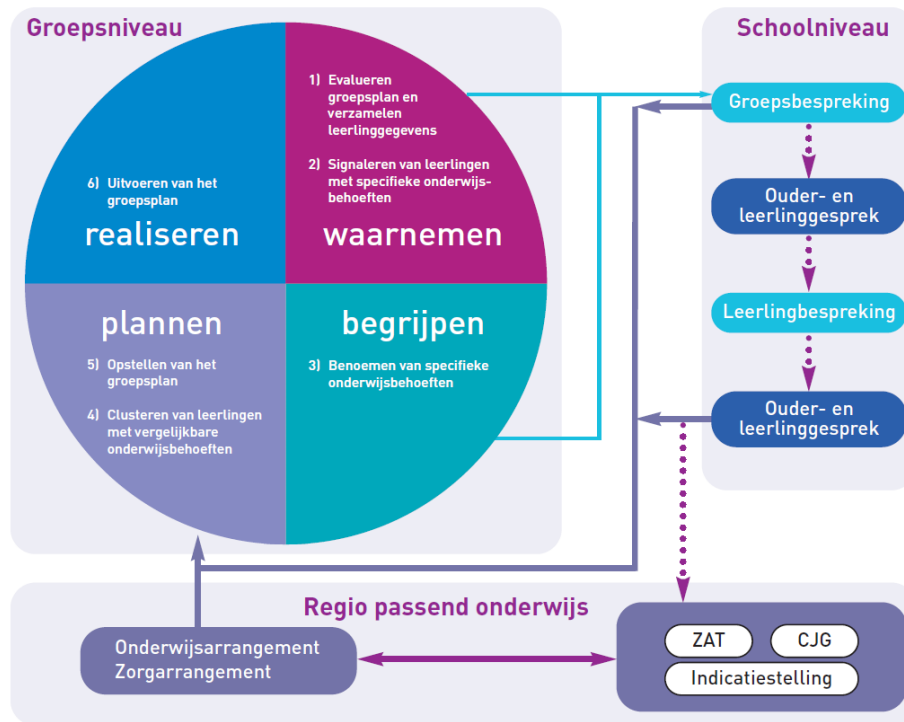 Groepsniveau
1) Evalueren
groepsplan en
verzamelen
leerlinggegevens
2) Signaleren van leerlingen
met specifieke onderwijs-
behoeften
waarnemen
begrijpen
3) Benoemen van specifieke
onderwijsbehoeften
plannen
5) Opstellen van het
groepsplan
4) Clusteren van leerlingen
met vergelijkbare
onderwijsbehoeften
6) Uitvoeren van het
groepsplan
realiseren
Schoolniveau
Groepsbespreking
Ouder- en
leerlinggesprek
Leerlingbespreking
Ouder- en
leerlinggesprek
Regio passend onderwijs
Onderwijsarrangement
Zorgarrangement
ZAT
CJG
Indicatiestelling